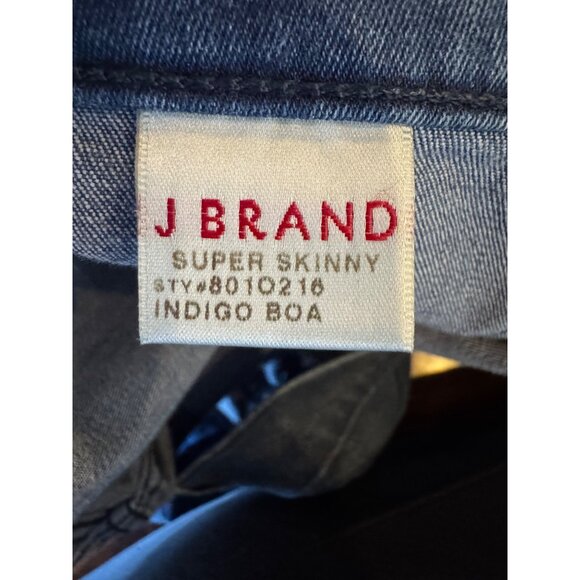 J BRAND
SUPER SKINNY
STY#8010216
INDIGO BOA